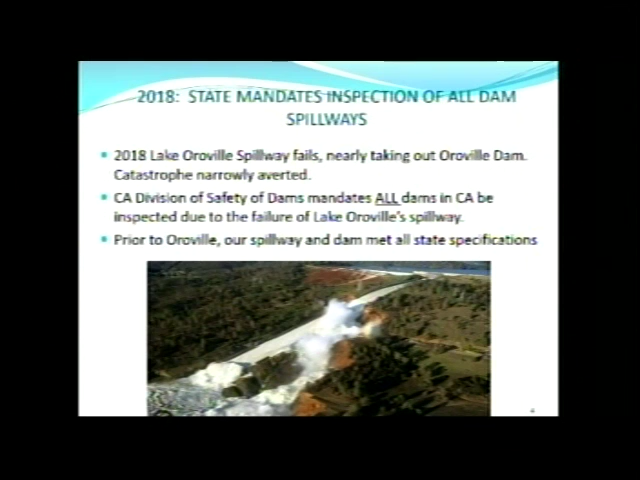 2018: STATE MANDATES INSPECTION OF ALL DAM
SPILLWAYS
2018 Lake Oroville Spillway fails, nearly taking out Oroville Dam.
Catastrophe narrowly averted.
CA Division of Safety of Dams mandates ALL dams in CA be
inspected due to the failure of Lake Oroville's spillway.
Prior to Oroville, our spillway and dam met all state specifications
4